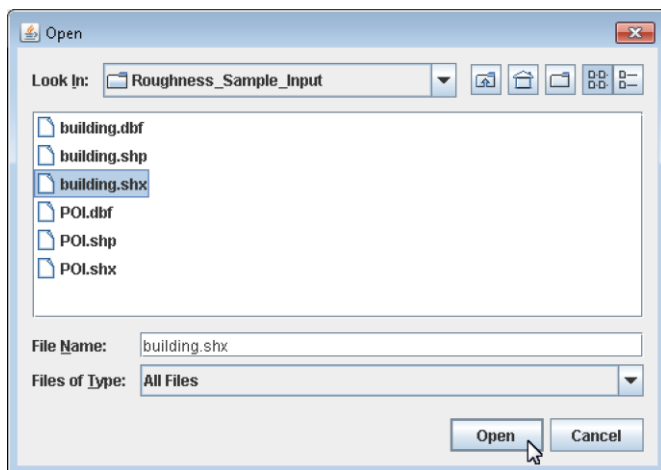 Open
Look In: Roughness_Sample_Input
building.dbf
building.shp
building.shx
POI.dbf
POI.shp
POI.shx
File Name: building.shx
Files of Type: All Files
Open Cancel